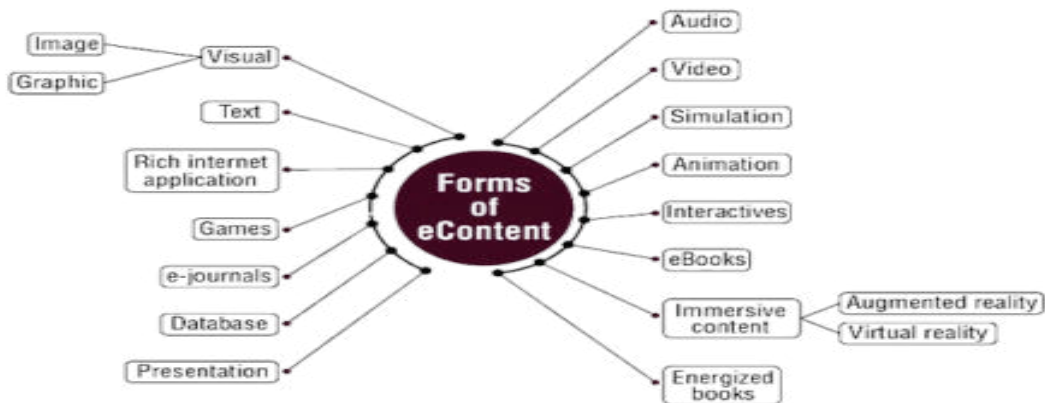 Forms
of
eContent
Visual
Image
Graphic
Text
Rich internet
application
Games
e-journals
Database
Presentation
Audio
Video
Simulation
Animation
Interactives
eBooks
Immersive
content
Augmented reality
Virtual reality
Energized
books